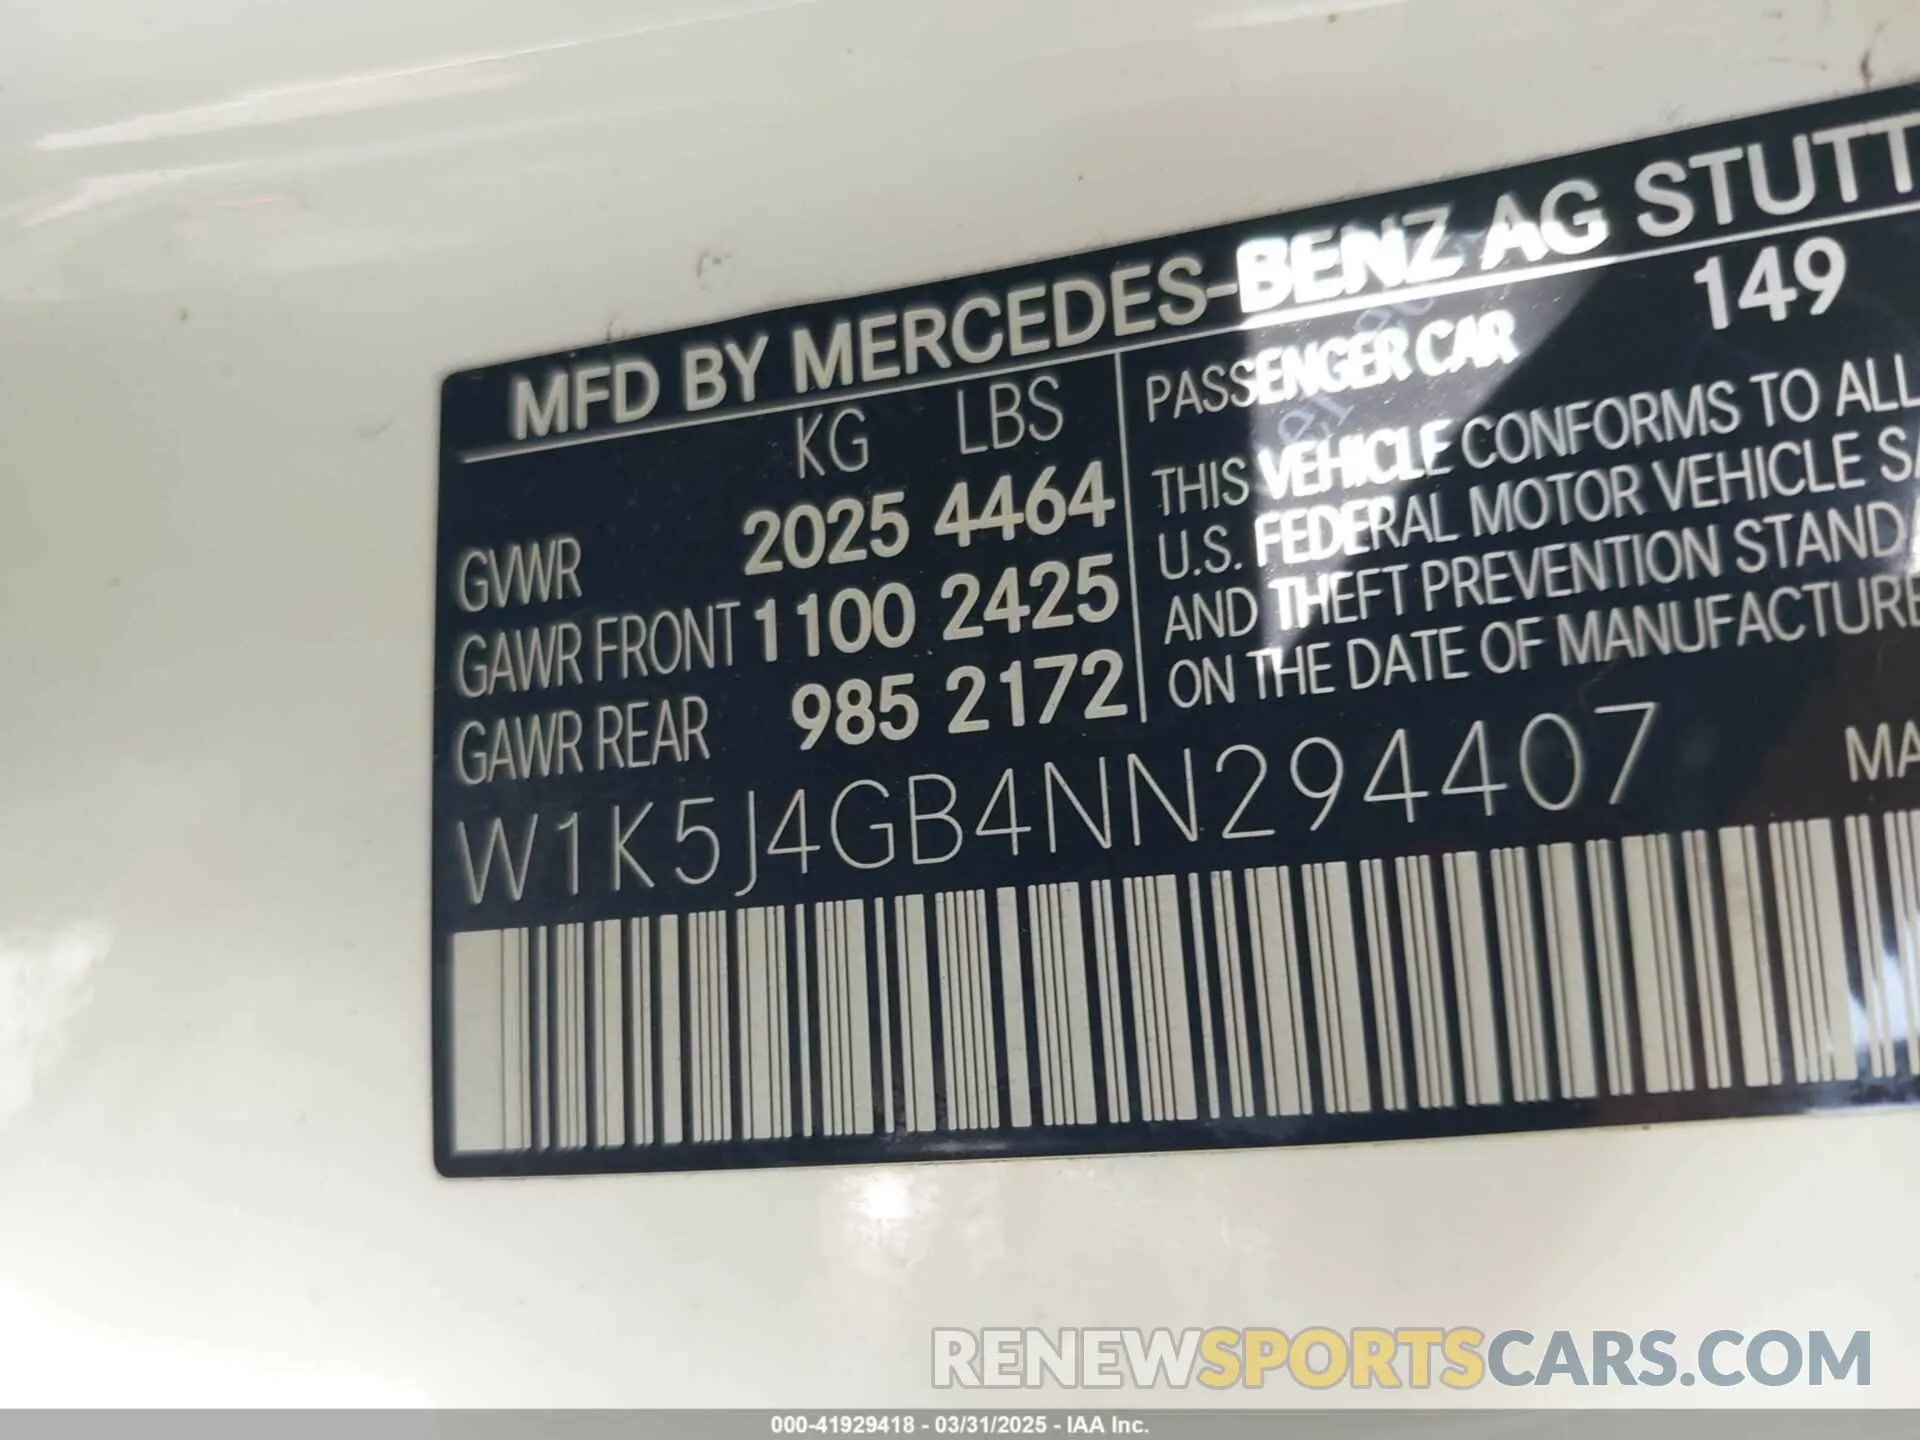 MFD BY MERCEDES-BENZ AG STUTT
KG LBS
GVWR 2025 4464
GAWR FRONT 1100 2425
GAWR REAR 985 2172
PASSENGER CAR 149
THIS VEHICLE CONFORMS TO ALL
U.S. FEDERAL MOTOR VEHICLE SA
AND THEFT PREVENTION STANDA
ON THE DATE OF MANUFACTURE
W1K5J4GB4NN294407
MA
RENEWSPORTSCARS.COM
000-41929418 - 03/31/2025 - IAA Inc.